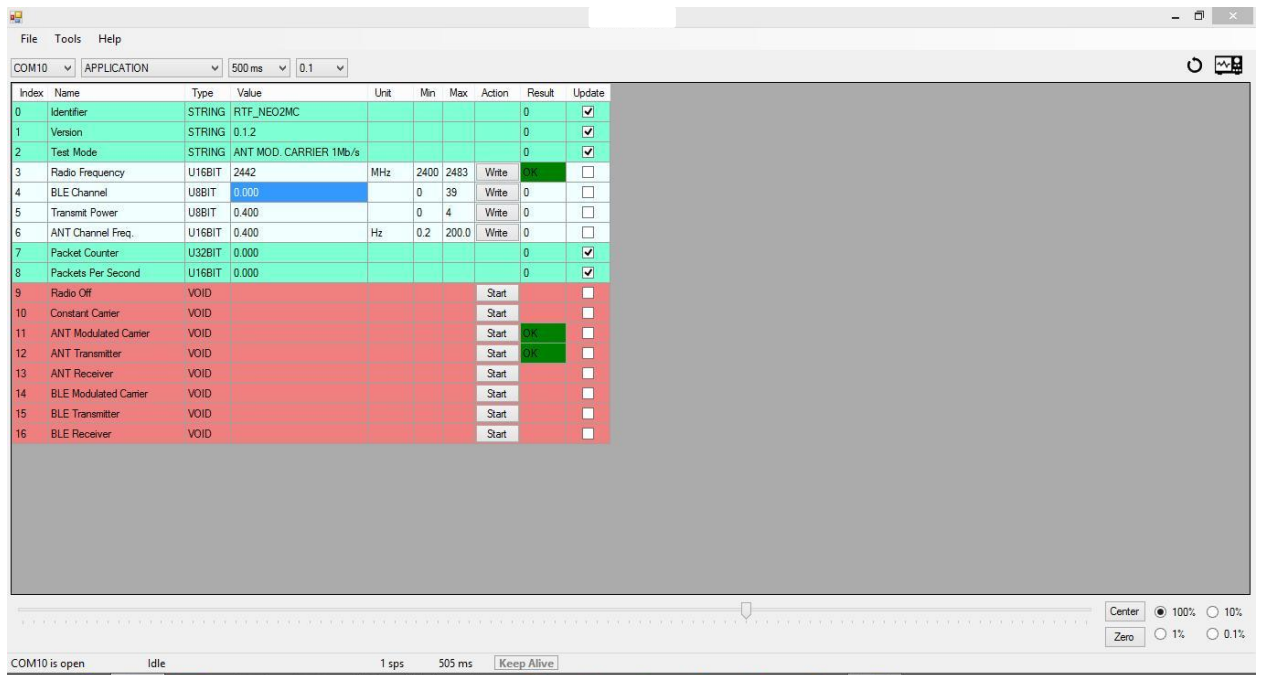 File Tools Help
COM10 APPLICATION 500 ms 0.1
Index Name Type Value Unit Min Max Action Result Update
0 Identifier STRING RTF_NEO2MC 0
1 Version STRING 0.1.2 0
2 Test Mode STRING ANT MOD. CARRIER 1Mb/s 0
3 Radio Frequency U16BIT 2442 MHz 2400 2483 Write OK
4 BLE Channel U8BIT 0.000 0 39 Write 0
5 Transmit Power U8BIT 0.400 0 4 Write 0
6 ANT Channel Freq. U16BIT 0.400 Hz 0.2 200.0 Write 0
7 Packet Counter U32BIT 0.000 0
8 Packets Per Second U16BIT 0.000 0
9 Radio Off VOID Start
10 Constant Carrier VOID Start
11 ANT Modulated Carrier VOID Start OK
12 ANT Transmitter VOID Start OK
13 ANT Receiver VOID Start
14 BLE Modulated Carrier VOID Start
15 BLE Transmitter VOID Start
16 BLE Receiver VOID Start
Center 100% 10%
Zero 1% 0.1%
COM10 is open Idle 1 sps 505 ms Keep Alive